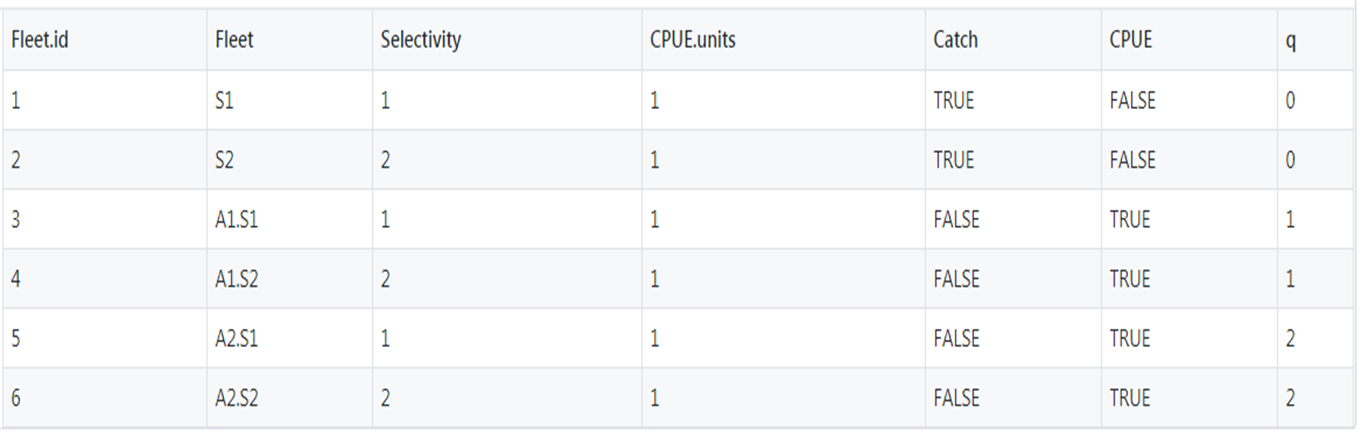 Fleet.id Fleet Selectivity CPUE.units Catch CPUE q
1 S1 1 1 TRUE FALSE 0
2 S2 2 1 TRUE FALSE 0
3 A1.S1 1 1 FALSE TRUE 1
4 A1.S2 2 1 FALSE TRUE 1
5 A2.S1 1 1 FALSE TRUE 2
6 A2.S2 2 1 FALSE TRUE 2